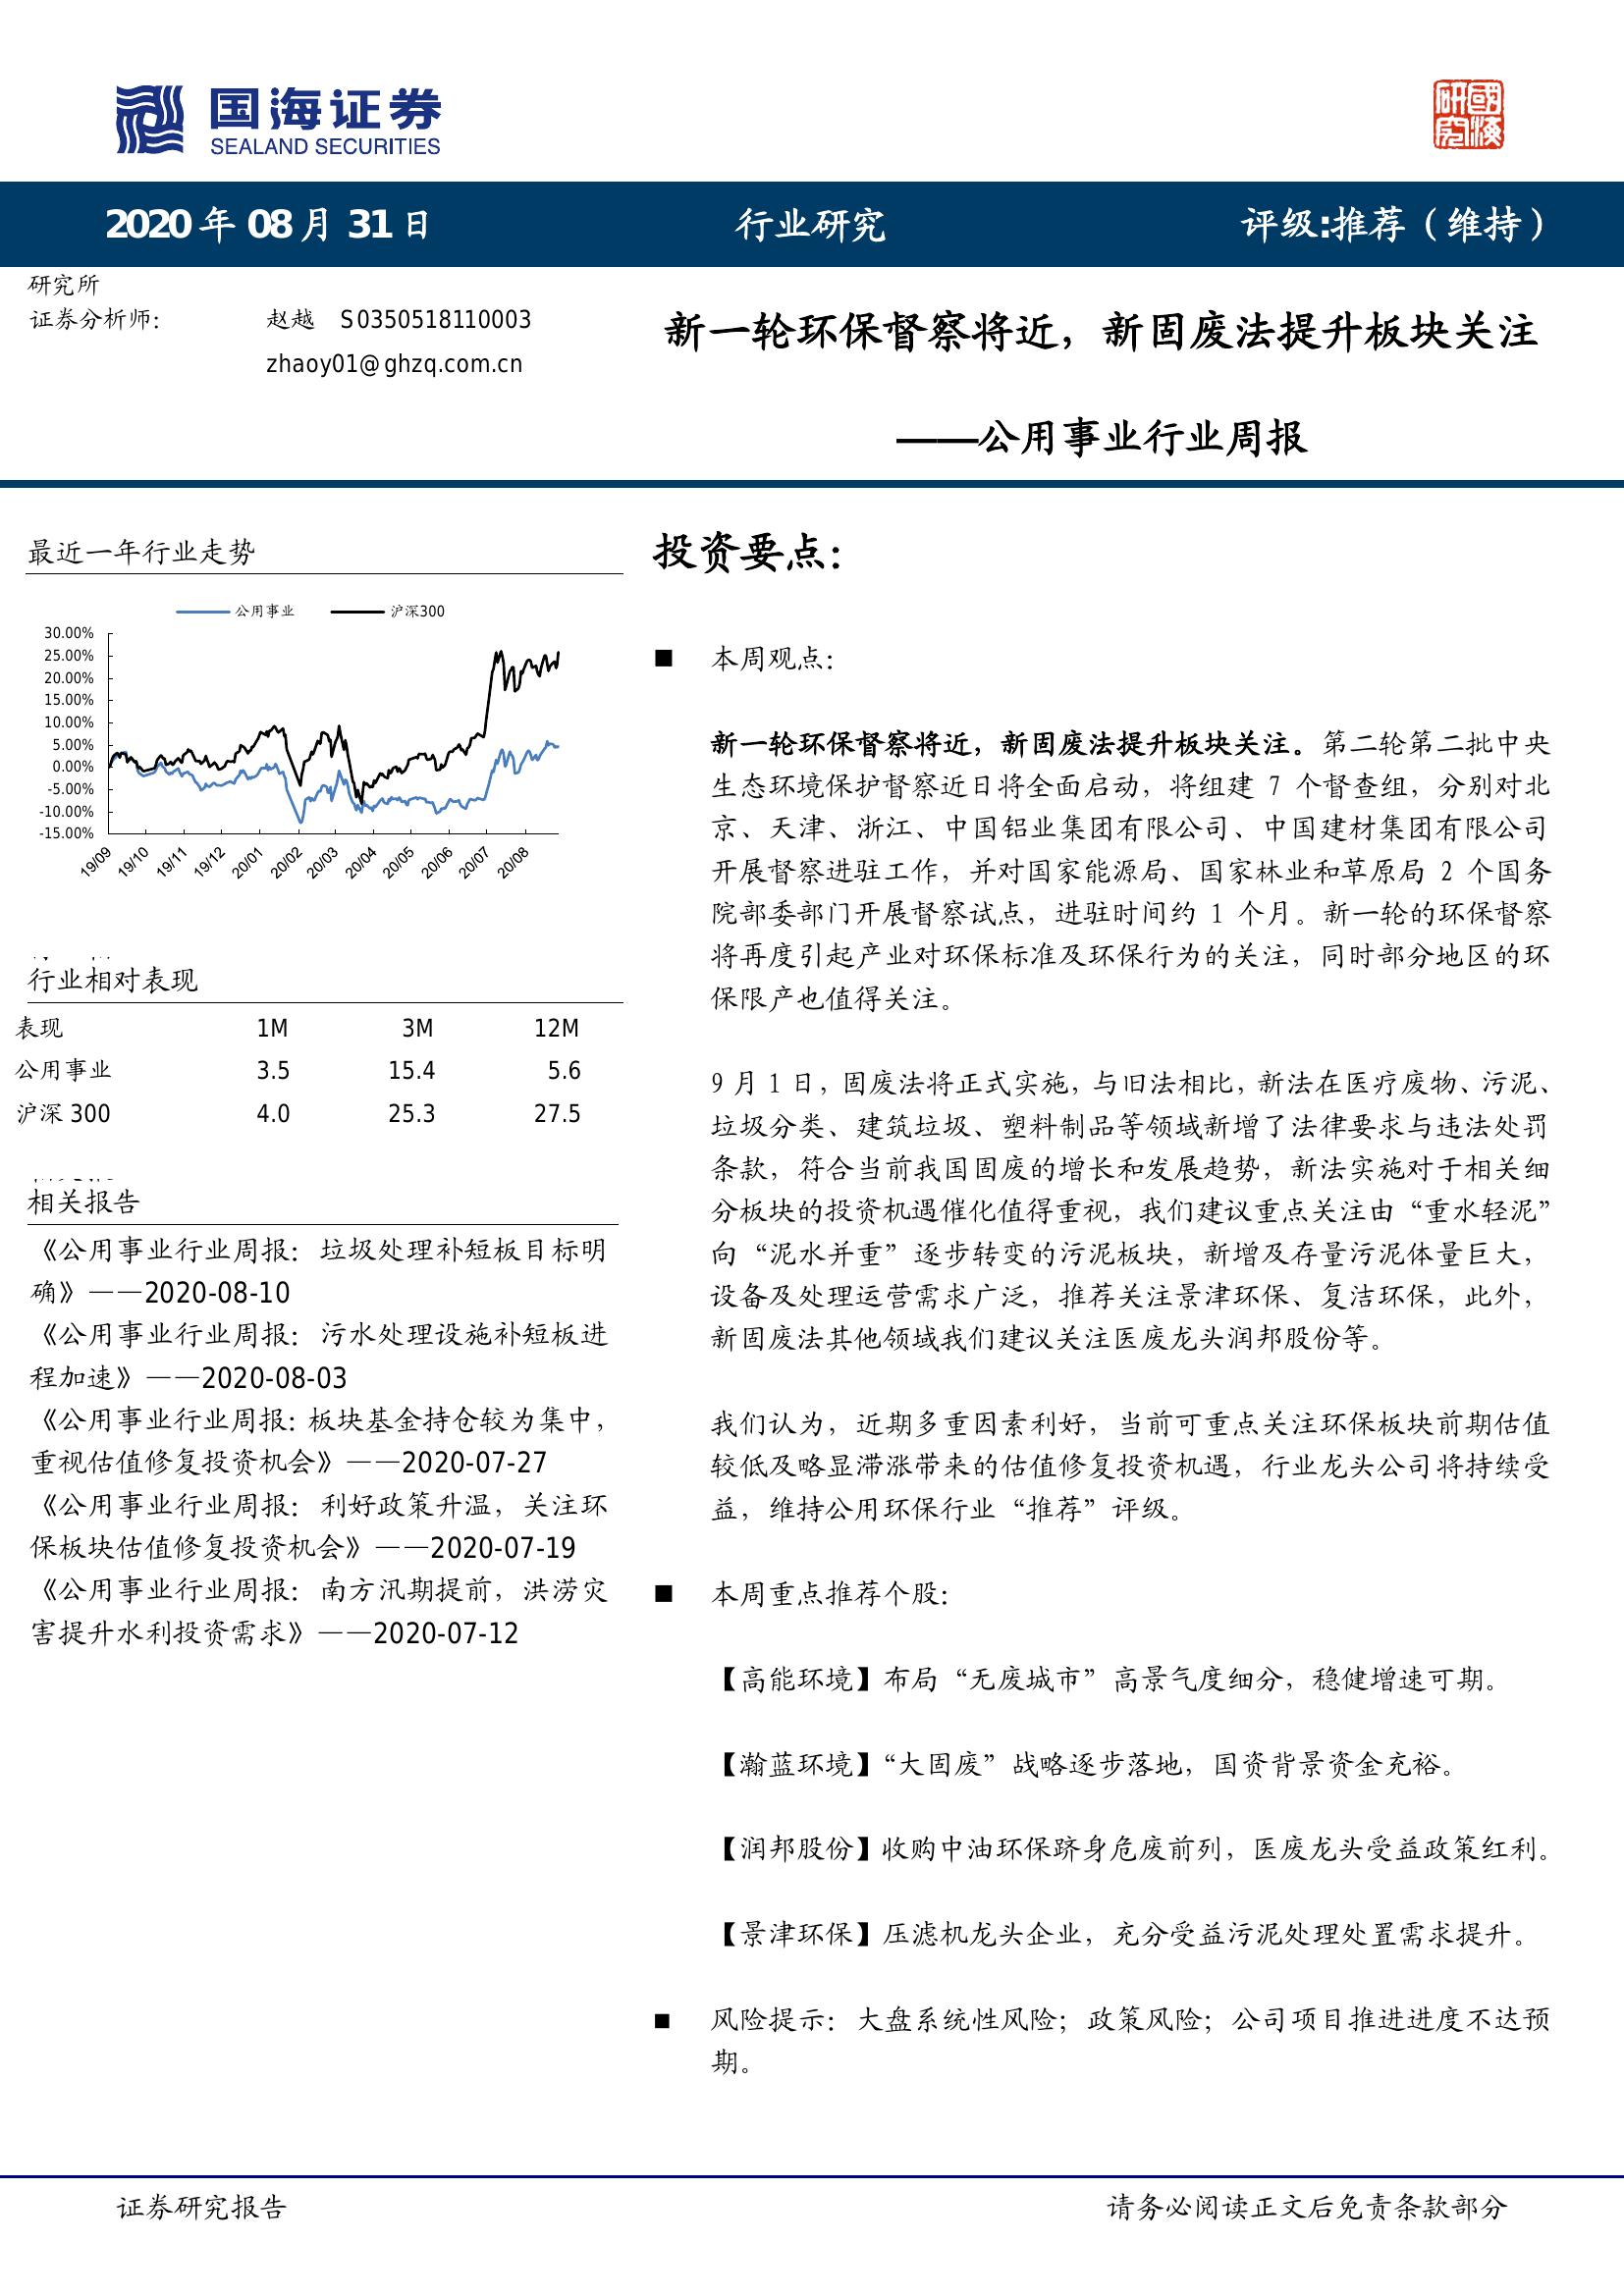 国海证券
SEALAND SECURITIES
國海研究
2020 年 08 月 31 日
行业研究
评级:推荐（维持）
研究所
证券分析师：
赵越 S0350518110003
zhaoy01@ghzq.com.cn
新一轮环保督察将近，新固废法提升板块关注
——公用事业行业周报
最近一年行业走势
公用事业
沪深300
30.00%
25.00%
20.00%
15.00%
10.00%
5.00%
0.00%
-5.00%
-10.00%
-15.00%
19/09
19/10
19/11
19/12
20/01
20/02
20/03
20/04
20/05
20/06
20/07
20/08
行业相对表现
表现 1M 3M 12M
公用事业 3.5 15.4 5.6
沪深 300 4.0 25.3 27.5
相关报告
《公用事业行业周报：垃圾处理补短板目标明
确》——2020-08-10
《公用事业行业周报：污水处理设施补短板进
程加速》——2020-08-03
《公用事业行业周报：板块基金持仓较为集中，
重视估值修复投资机会》——2020-07-27
《公用事业行业周报：利好政策升温，关注环
保板块估值修复投资机会》——2020-07-19
《公用事业行业周报：南方汛期提前，洪涝灾
害提升水利投资需求》——2020-07-12
投资要点：
■ 本周观点：
新一轮环保督察将近，新固废法提升板块关注。第二轮第二批中央
生态环境保护督察近日将全面启动，将组建 7 个督查组，分别对北
京、天津、浙江、中国铝业集团有限公司、中国建材集团有限公司
开展督察进驻工作，并对国家能源局、国家林业和草原局 2 个国务
院部委部门开展督察试点，进驻时间约 1 个月。新一轮的环保督察
将再度引起产业对环保标准及环保行为的关注，同时部分地区的环
保限产也值得关注。
9 月 1 日，固废法将正式实施，与旧法相比，新法在医疗废物、污泥、
垃圾分类、建筑垃圾、塑料制品等领域新增了法律要求与违法处罚
条款，符合当前我国固废的增长和发展趋势，新法实施对于相关细
分板块的投资机遇催化值得重视，我们建议重点关注由“重水轻泥”
向“泥水并重”逐步转变的污泥板块，新增及存量污泥体量巨大，
设备及处理运营需求广泛，推荐关注景津环保、复洁环保，此外，
新固废法其他领域我们建议关注医废龙头润邦股份等。
我们认为，近期多重因素利好，当前可重点关注环保板块前期估值
较低及略显滞涨带来的估值修复投资机遇，行业龙头公司将持续受
益，维持公用环保行业“推荐”评级。
■ 本周重点推荐个股：
【高能环境】布局“无废城市”高景气度细分，稳健增速可期。
【瀚蓝环境】“大固废”战略逐步落地，国资背景资金充裕。
【润邦股份】收购中油环保跻身危废前列，医废龙头受益政策红利。
【景津环保】压滤机龙头企业，充分受益污泥处理处置需求提升。
■ 风险提示：大盘系统性风险；政策风险；公司项目推进进度不达预
期。
证券研究报告
请务必阅读正文后免责条款部分